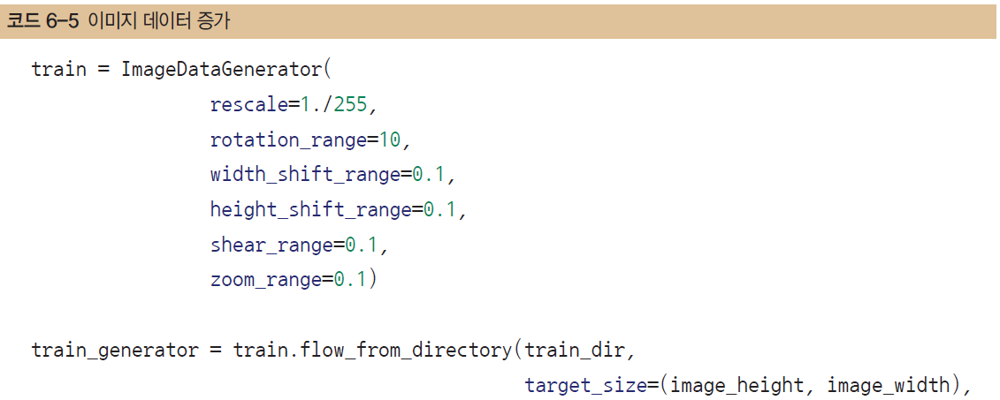 코드 6-5 이미지 데이터 증가
train = ImageDataGenerator(
rescale=1./255,
rotation_range=10,
width_shift_range=0.1,
height_shift_range=0.1,
shear_range=0.1,
zoom_range=0.1)
train_generator = train.flow_from_directory(train_dir,
target_size=(image_height, image_width),